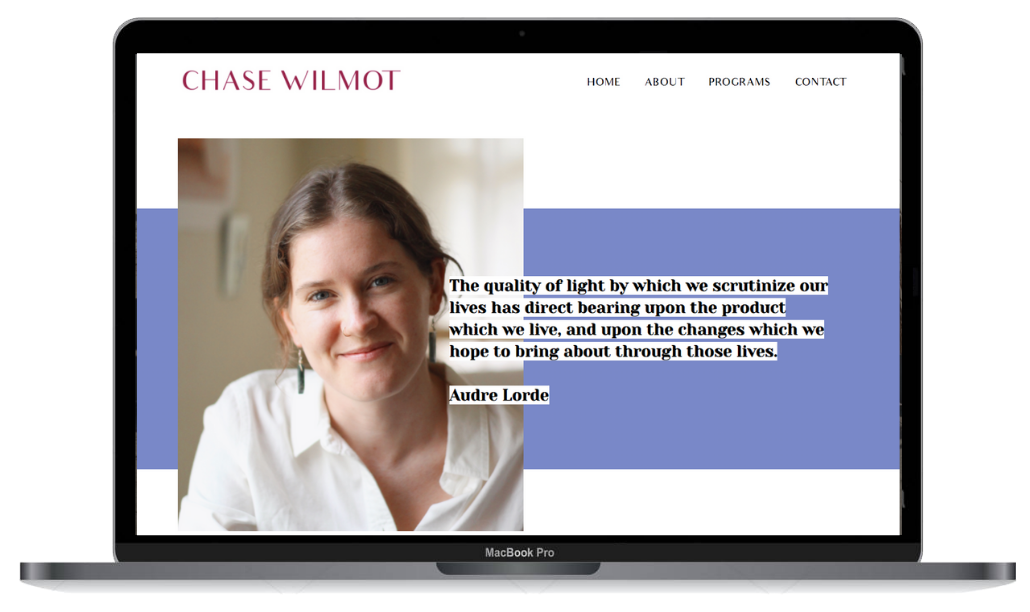 CHASE WILMOT
HOME ABOUT PROGRAMS CONTACT
The quality of light by which we scrutinize our
lives has direct bearing upon the product
which we live, and upon the changes which we
hope to bring about through those lives.
Audre Lorde
MacBook Pro